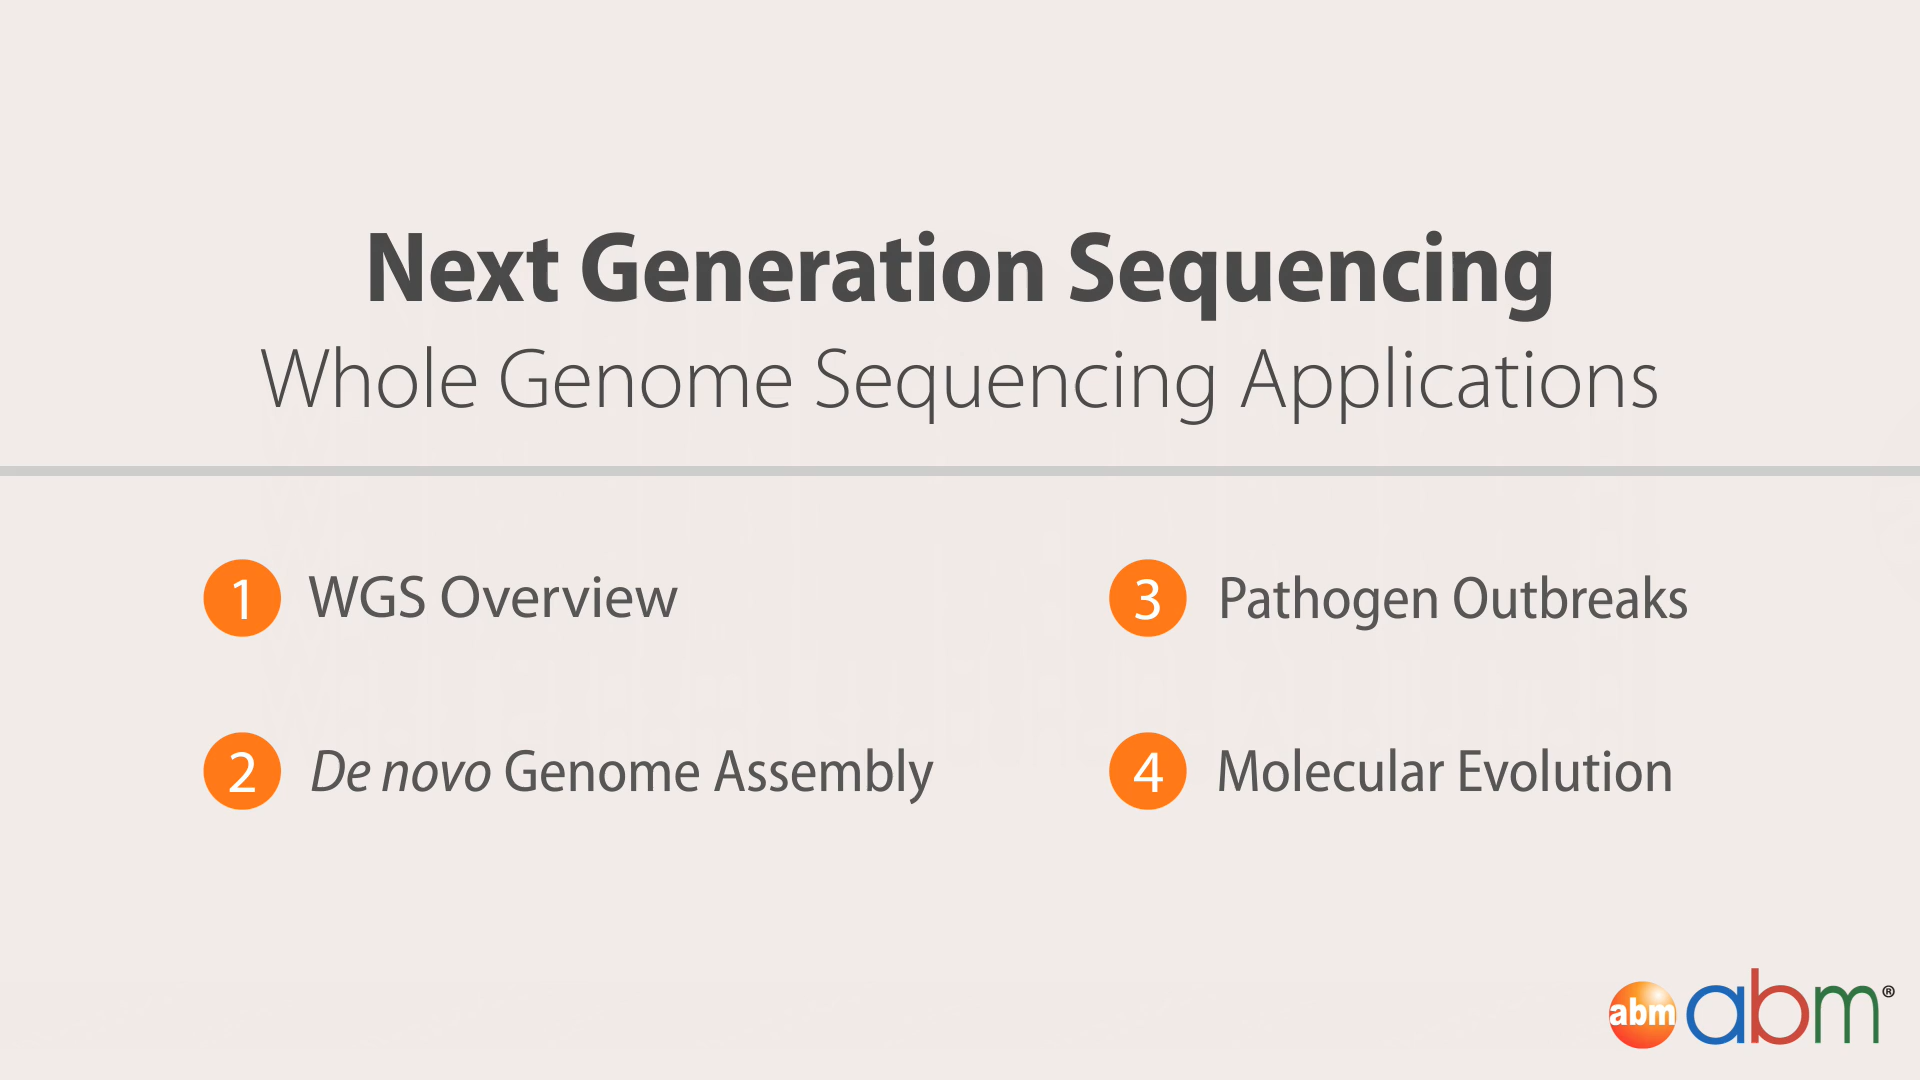 Next Generation Sequencing
Whole Genome Sequencing Applications
1 WGS Overview
2 De novo Genome Assembly
3 Pathogen Outbreaks
4 Molecular Evolution
abm abm®